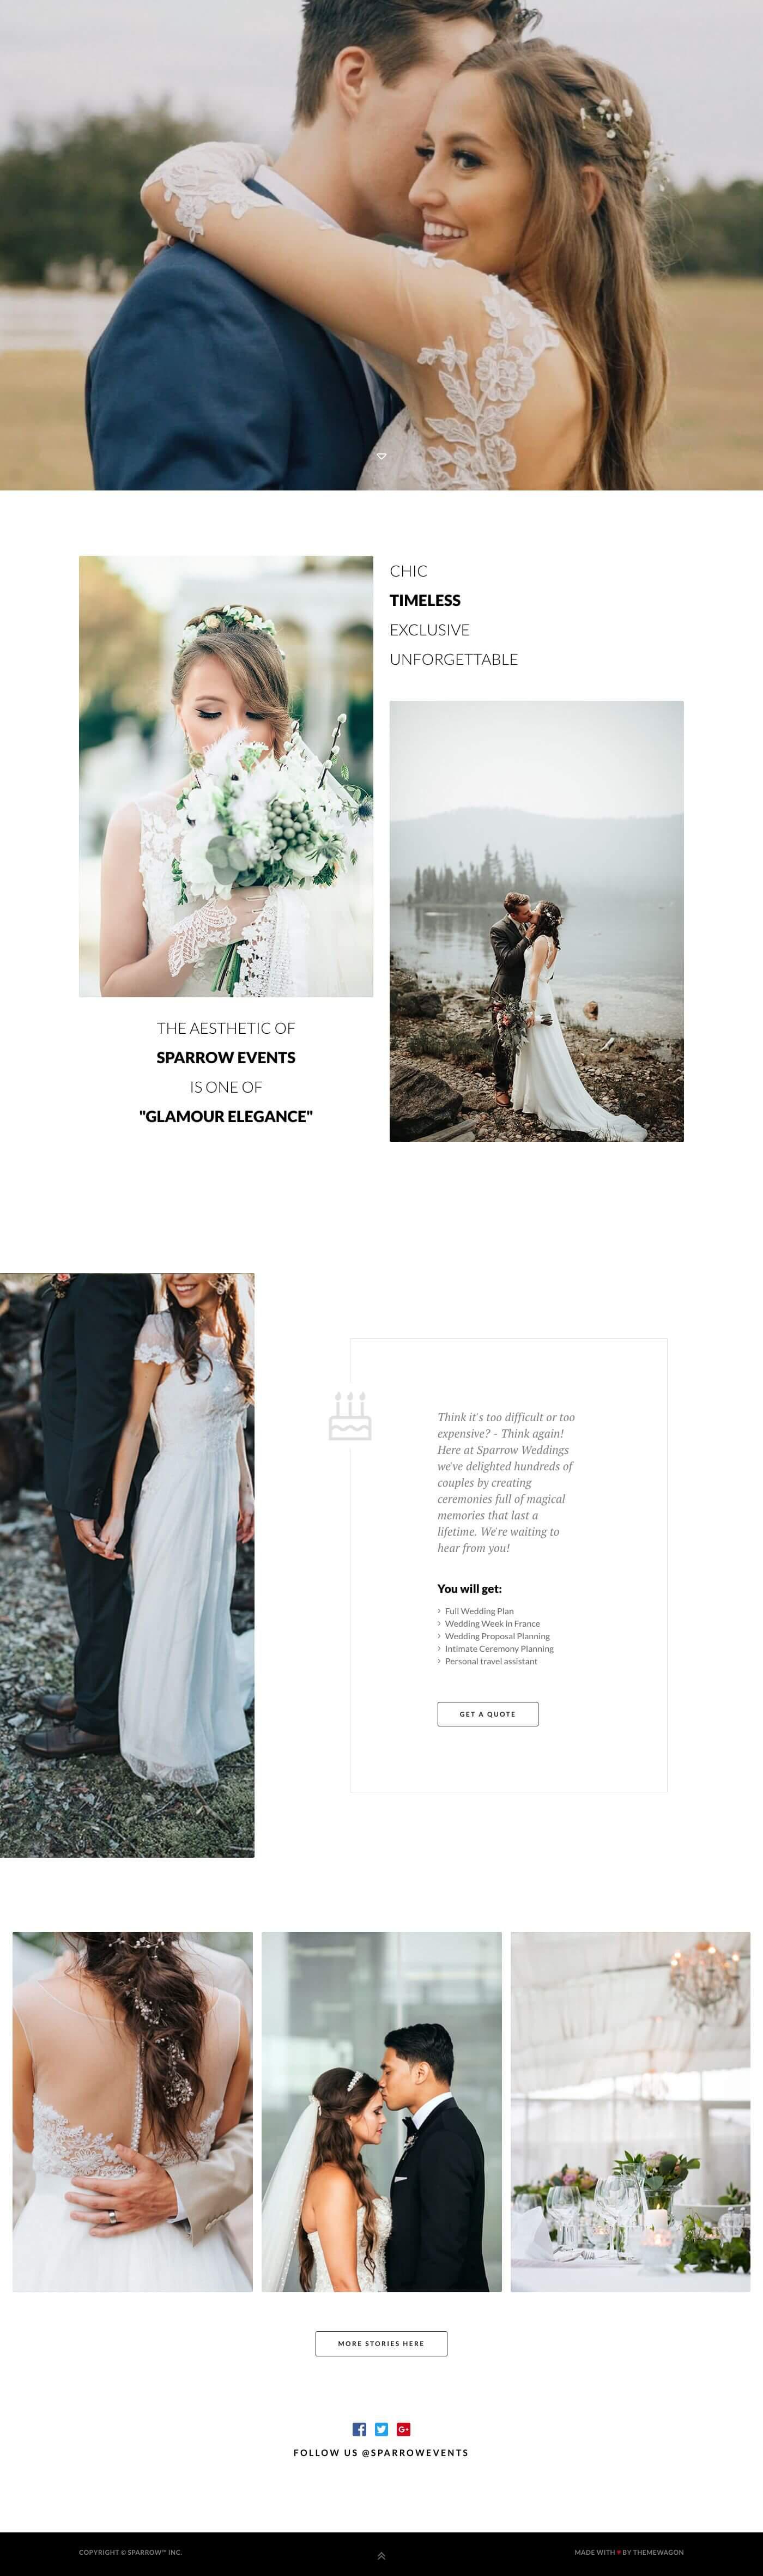 CHIC
TIMELESS
EXCLUSIVE
UNFORGETTABLE
THE AESTHETIC OF
SPARROW EVENTS
IS ONE OF
"GLAMOUR ELEGANCE"
Think it's too difficult or too
expensive? - Think again!
Here at Sparrow Weddings
we've delighted hundreds of
couples by creating
ceremonies full of magical
memories that last a
lifetime. We're waiting to
hear from you!
You will get:
Full Wedding Plan
Wedding Week in France
Wedding Proposal Planning
Intimate Ceremony Planning
Personal travel assistant
GET A QUOTE
MORE STORIES HERE
FOLLOW US @SPARROWEVENTS
COPYRIGHT © SPARROW™ INC.
MADE WITH ♥ BY THEMEWAGON